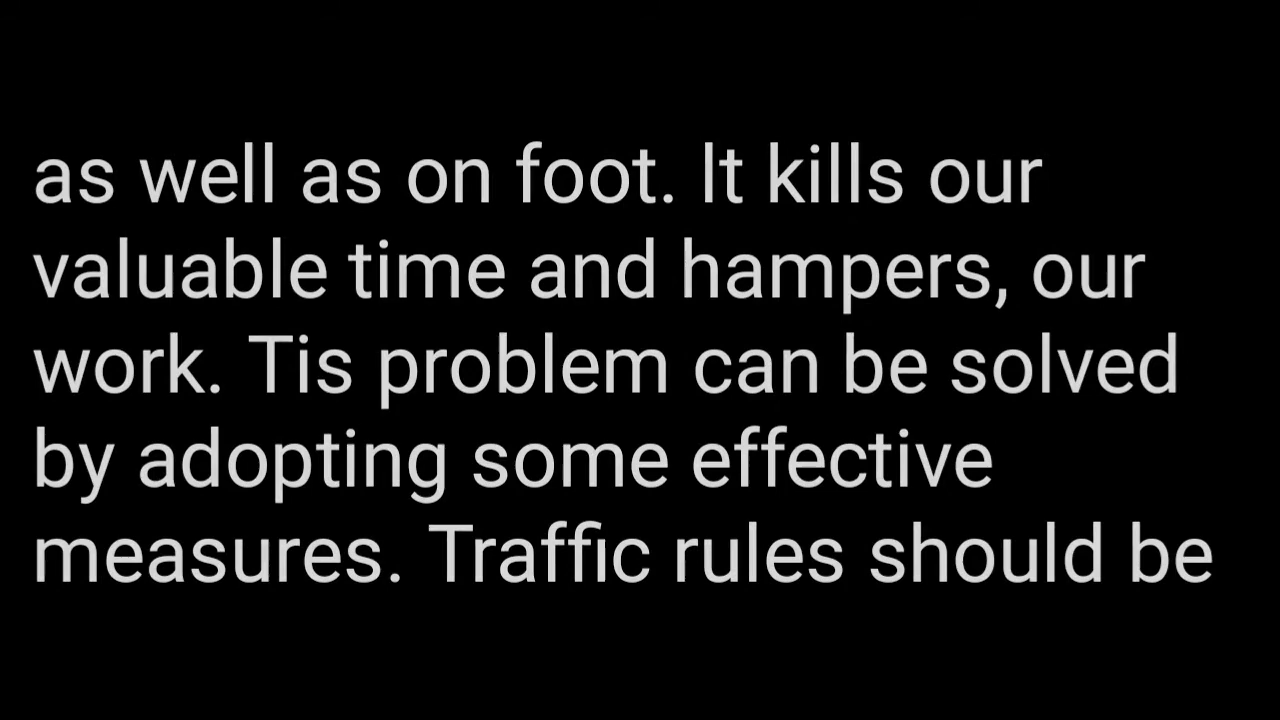 as well as on foot. lt kills our
valuable time and hampers, our
work. Tis problem can be solved
by adopting some effective
measures. Traffic rules should be